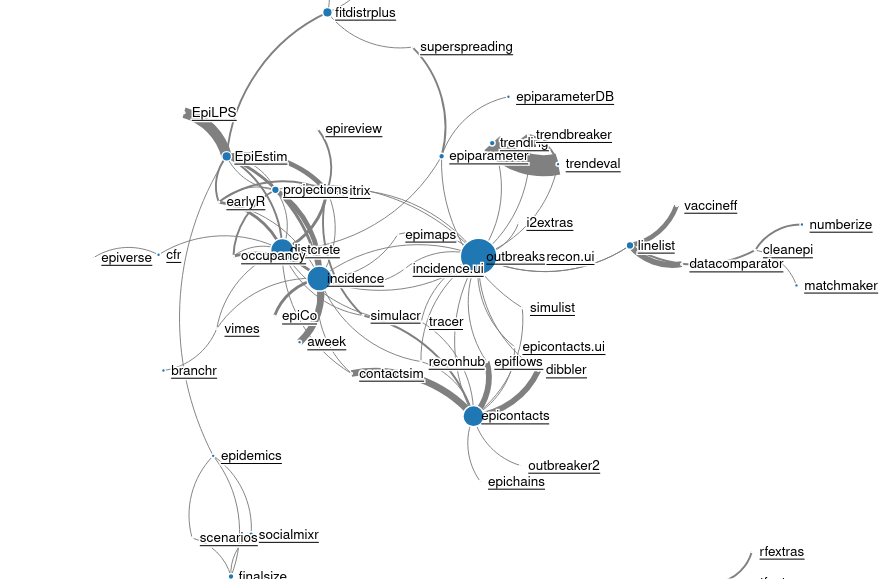 fitdistrplus
superspreading
epiparameterDB
EpiLPS
epireview
trending
trendbreaker
EpiEstim
epiparameter
trendeval
projections
itrix
earlyR
vaccineff
i2extras
numberize
epimaps
distcrete
linelist
cleanepi
epiverse
cfr
occupancy
outbreaks
recon.ui
datacomparator
incidence.ui
incidence
matchmaker
simulist
epiCo
simulacr
tracer
vimes
aweek
epicontacts.ui
reconhub
epiflows
dibbler
branchr
contactsim
epicontacts
epidemics
outbreaker2
epichains
scenarios
socialmixr
rfextras
finalsize